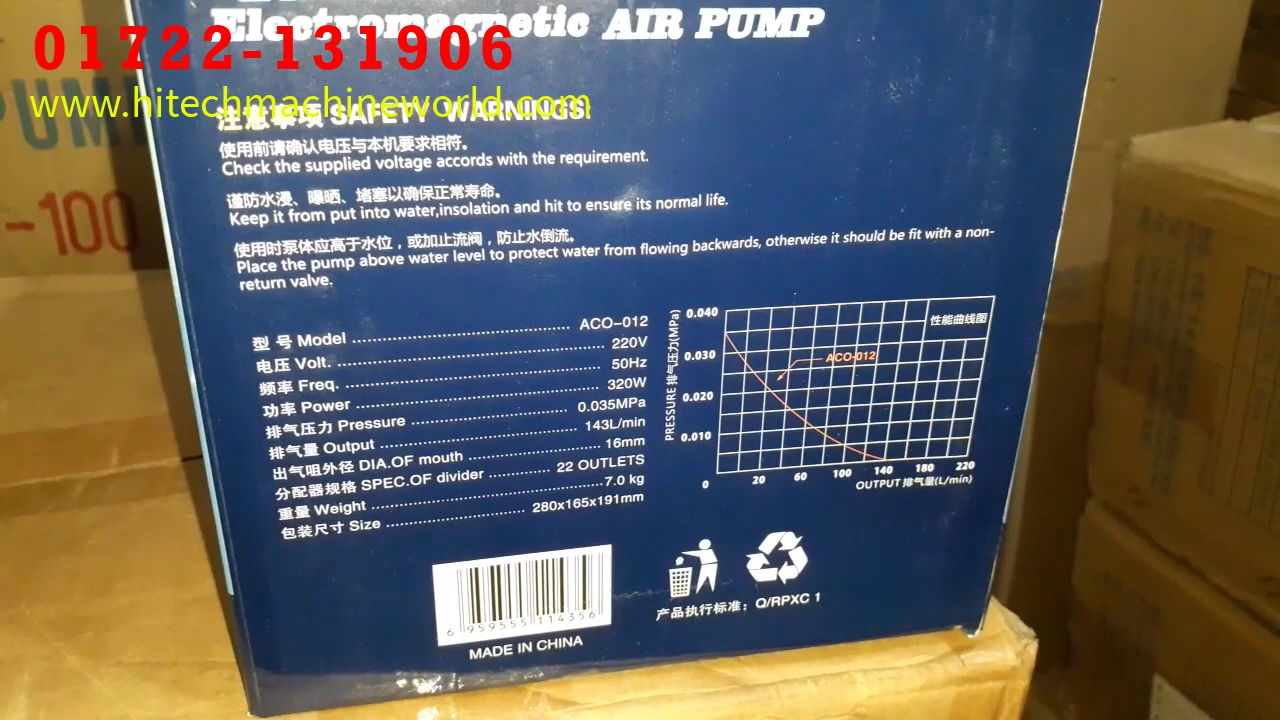 Electromagnetic AIR PUMP
01722-131906
www.hitechmachineworld.com
注意事项 SAFETY WARNINGS:
使用前请确认电压与本机要求相符。
Check the supplied voltage accords with the requirement.
谨防水浸、曝晒、堵塞以确保正常寿命。
Keep it from put into water,insolation and hit to ensure its normal life.
使用时泵体应高于水位，或加止流阀，防止水倒流。
Place the pump above water level to protect water from flowing backwards, otherwise it should be fit with a non-
return valve.
型 号 Model ........ ACO-012
电压 Volt. ........ 220V
频率 Freq. ........ 50Hz
功率 Power ........ 320W
排气压力 Pressure ........ 0.035MPa
排气量 Output ........ 143L/min
出气咀外径 DIA.OF mouth ........ 16mm
分配器规格 SPEC.OF divider ........ 22 OUTLETS
重量 Weight ........ 7.0 kg
包装尺寸 Size ........ 280x165x191mm
PRESSURE 排气压力(MPa)
0.040
0.030
0.020
0.010
0
性能曲线图
ACO-012
20 60 100 140 180 220
OUTPUT 排气量(L/min)
6 959555 114356
MADE IN CHINA
产品执行标准：Q/RPXC 1
PUM
-100